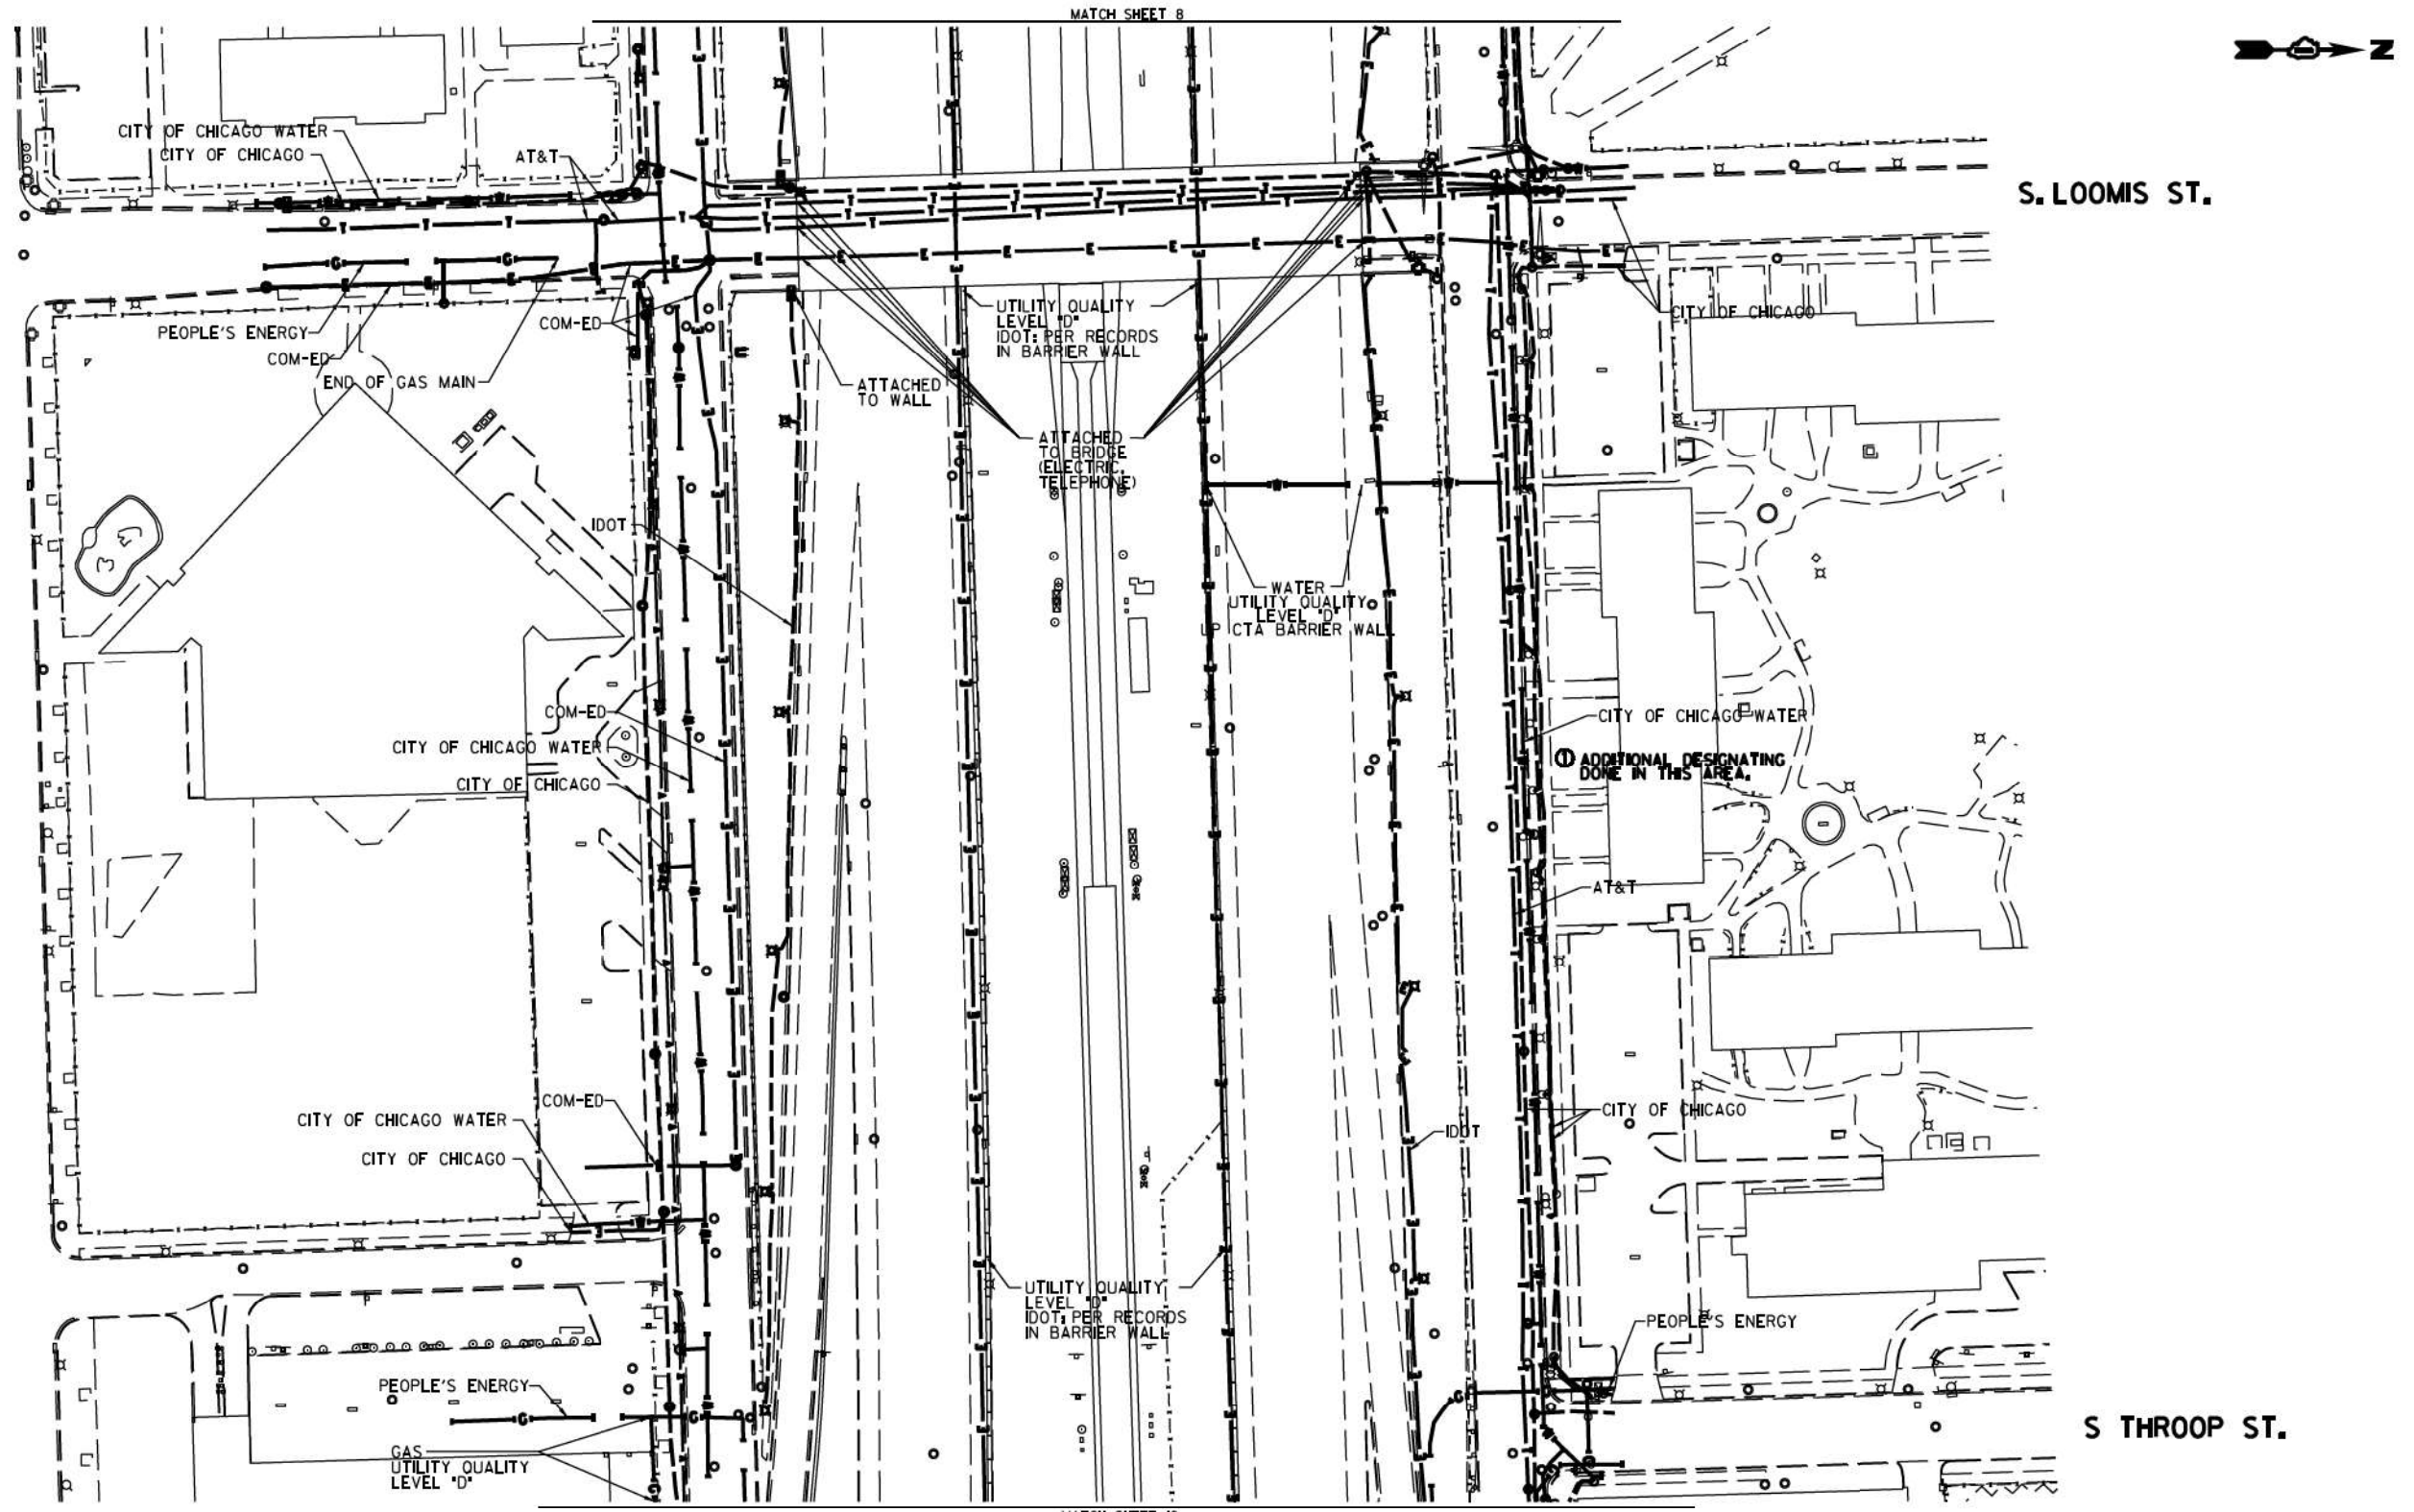 MATCH SHEET 8
N
CITY OF CHICAGO WATER
CITY OF CHICAGO
AT&T
S. LOOMIS ST.
PEOPLE'S ENERGY
COM-ED
END OF GAS MAIN
COM-ED
UTILITY QUALITY
LEVEL "D"
IDOT: PER RECORDS
IN BARRIER WALL
CITY OF CHICAGO
ATTACHED
TO WALL
ATTACHED
TO BRIDGE
(ELECTRIC,
TELEPHONE)
IDOT
WATER
UTILITY QUALITY
LEVEL "D"
UP CTA BARRIER WALL
COM-ED
CITY OF CHICAGO WATER
CITY OF CHICAGO
CITY OF CHICAGO WATER
① ADDITIONAL DESIGNATING
DONE IN THIS AREA.
AT&T
COM-ED
CITY OF CHICAGO WATER
CITY OF CHICAGO
CITY OF CHICAGO
IDOT
UTILITY QUALITY
LEVEL "D"
IDOT: PER RECORDS
IN BARRIER WALL
PEOPLE'S ENERGY
PEOPLE'S ENERGY
GAS
UTILITY QUALITY
LEVEL "D"
S THROOP ST.